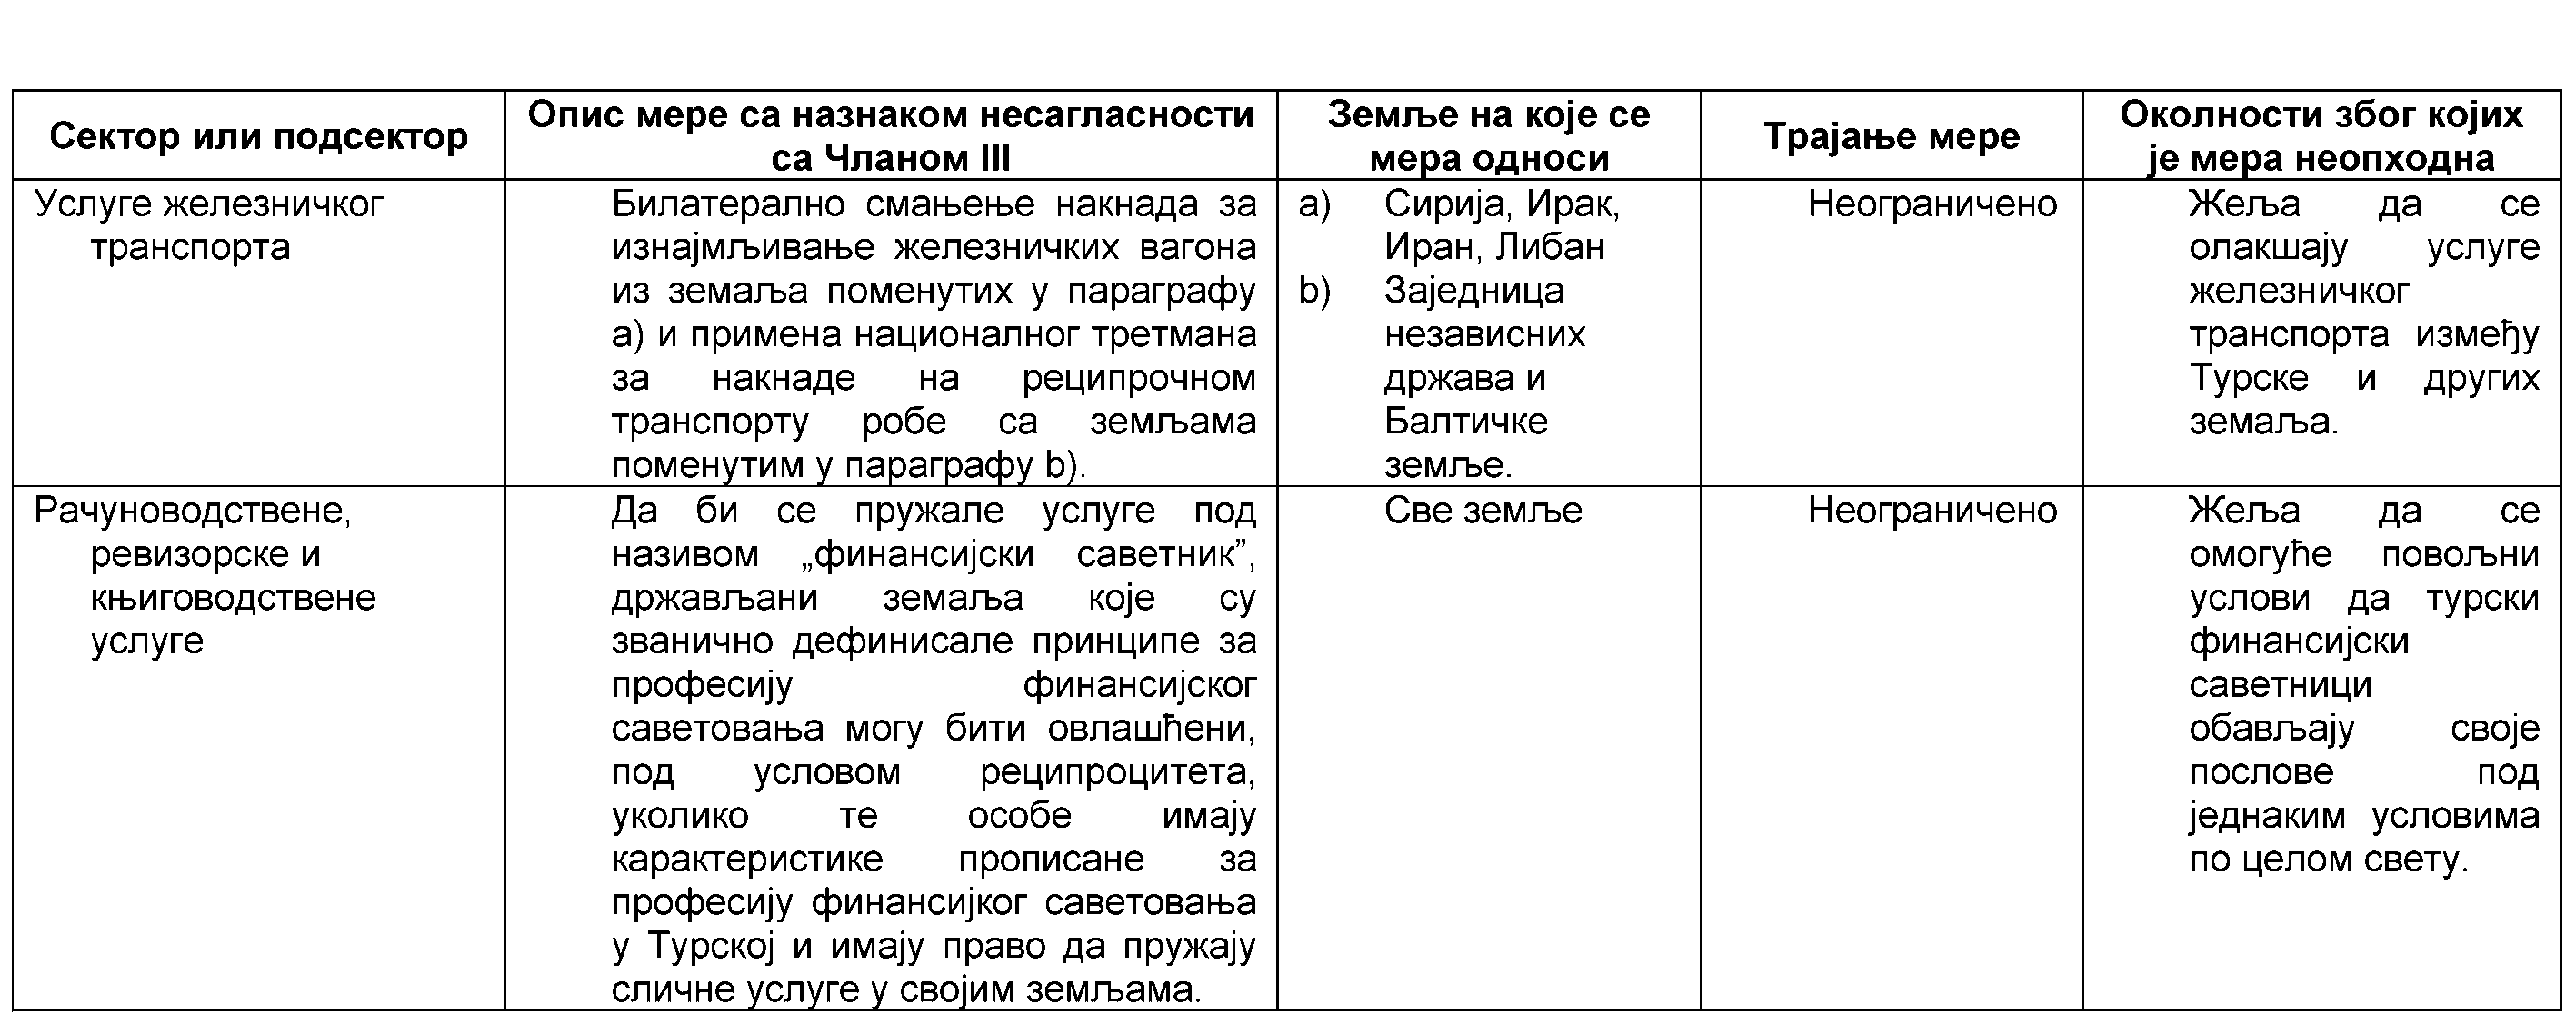 Сектор или подсектор
Опис мере са назнаком несагласности
са Чланом III
Земље на које се
мера односи
Трајање мере
Околности због којих
је мера неопходна
Услуге железничког
транспорта
Билатерално смањење накнада за
изнајмљивање железничких вагона
из земаља поменутих у параграфу
а) и примена националног третмана
за накнаде на реципрочном
транспорту робе са земљама
поменутим у параграфу b).
a) Сирија, Ирак,
Иран, Либан
b) Заједница
независних
држава и
Балтичке
земље.
Неограничено
Жеља да се
олакшају услуге
железничког
транспорта између
Турске и других
земаља.
Рачуноводствене,
ревизорске и
књиговодствене
услуге
Да би се пружале услуге под
називом „финансијски саветник”,
држављани земаља које су
званично дефинисале принципе за
професију финансијског
саветовања могу бити овлашћени,
под условом реципроцитета,
уколико те особе имају
карактеристике прописане за
професију финансијког саветовања
у Турској и имају право да пружају
сличне услуге у својим земљама.
Све земље
Неограничено
Жеља да се
омогуће повољни
услови да турски
финансијски
саветници
обављају своје
послове под
једнаким условима
по целом свету.